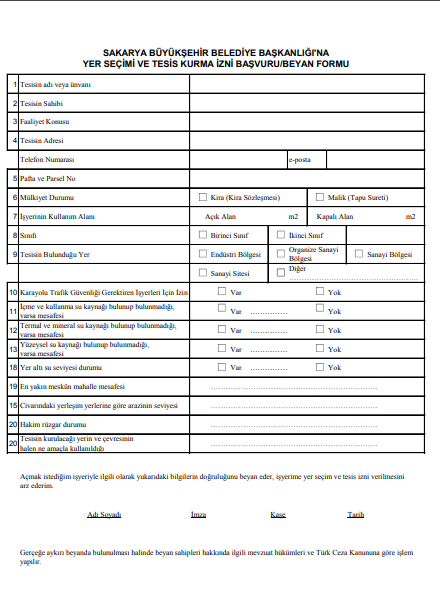 SAKARYA BÜYÜKŞEHİR BELEDİYE BAŞKANLIĞI'NA
YER SEÇİMİ VE TESİS KURMA İZNİ BAŞVURU/BEYAN FORMU
1 Tesisin adı veya ünvanı
2 Tesisin Sahibi
3 Faaliyet Konusu
4 Tesisin Adresi
Telefon Numarası e-posta
5 Pafta ve Parsel No
6 Mülkiyet Durumu ☐ Kira (Kira Sözleşmesi) ☐ Malik (Tapu Sureti)
7 İşyerinin Kullanım Alanı Açık Alan m2 Kapalı Alan m2
8 Sınıfı ☐ Birinci Sınıf ☐ İkinci Sınıf
9 Tesisin Bulunduğu Yer ☐ Endüstri Bölgesi ☐ Organize Sanayi Bölgesi ☐ Sanayi Bölgesi
☐ Sanayi Sitesi ☐ Diğer ..........................................
10 Karayolu Trafik Güvenliği Gerektiren İşyerleri İçin İzin ☐ Var ☐ Yok
11 İçme ve kullanma su kaynağı bulunup bulunmadığı, varsa mesafesi ☐ Var .............. ☐ Yok
12 Termal ve mineral su kaynağı bulunup bulunmadığı, varsa mesafesi ☐ Var .............. ☐ Yok
13 Yüzeysel su kaynağı bulunup bulunmadığı, varsa mesafesi ☐ Var .............. ☐ Yok
18 Yer altı su seviyesi durumu ☐ Var .............. ☐ Yok
19 En yakın meskûn mahalle mesafesi ..........................................
15 Civarındaki yerleşim yerlerine göre arazinin seviyesi ..........................................
20 Hakim rüzgar durumu ..........................................
20 Tesisin kurulacağı yerin ve çevresinin halen ne amaçla kullanıldığı ..........................................
Açmak istediğim işyeriyle ilgili olarak yukarıdaki bilgilerin doğruluğunu beyan eder, işyerime yer seçim ve tesis izni verilmesini
arz ederim.
Adı Soyadı İmza Kaşe Tarih
Gerçeğe aykırı beyanda bulunulması halinde beyan sahipleri hakkında ilgili mevzuat hükümleri ve Türk Ceza Kanununa göre işlem
yapılır.